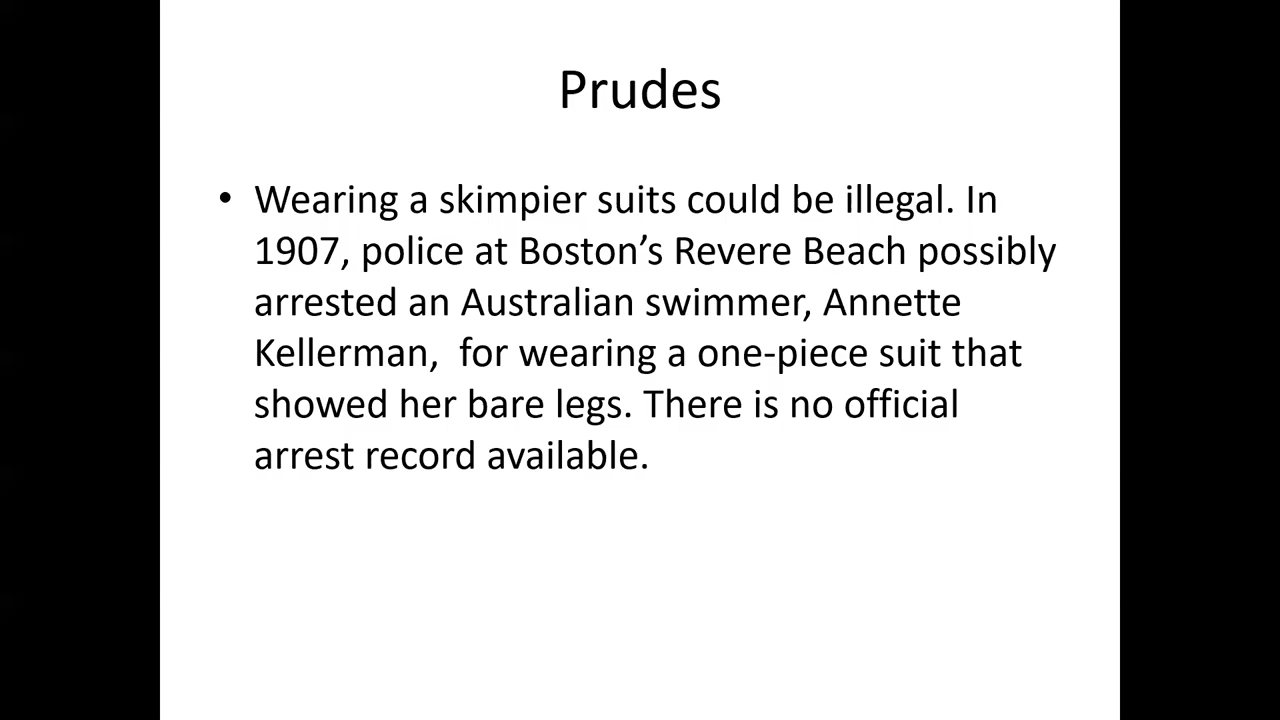 Prudes
• Wearing a skimpier suits could be illegal. In
1907, police at Boston’s Revere Beach possibly
arrested an Australian swimmer, Annette
Kellerman,  for wearing a one-piece suit that
showed her bare legs. There is no official
arrest record available.